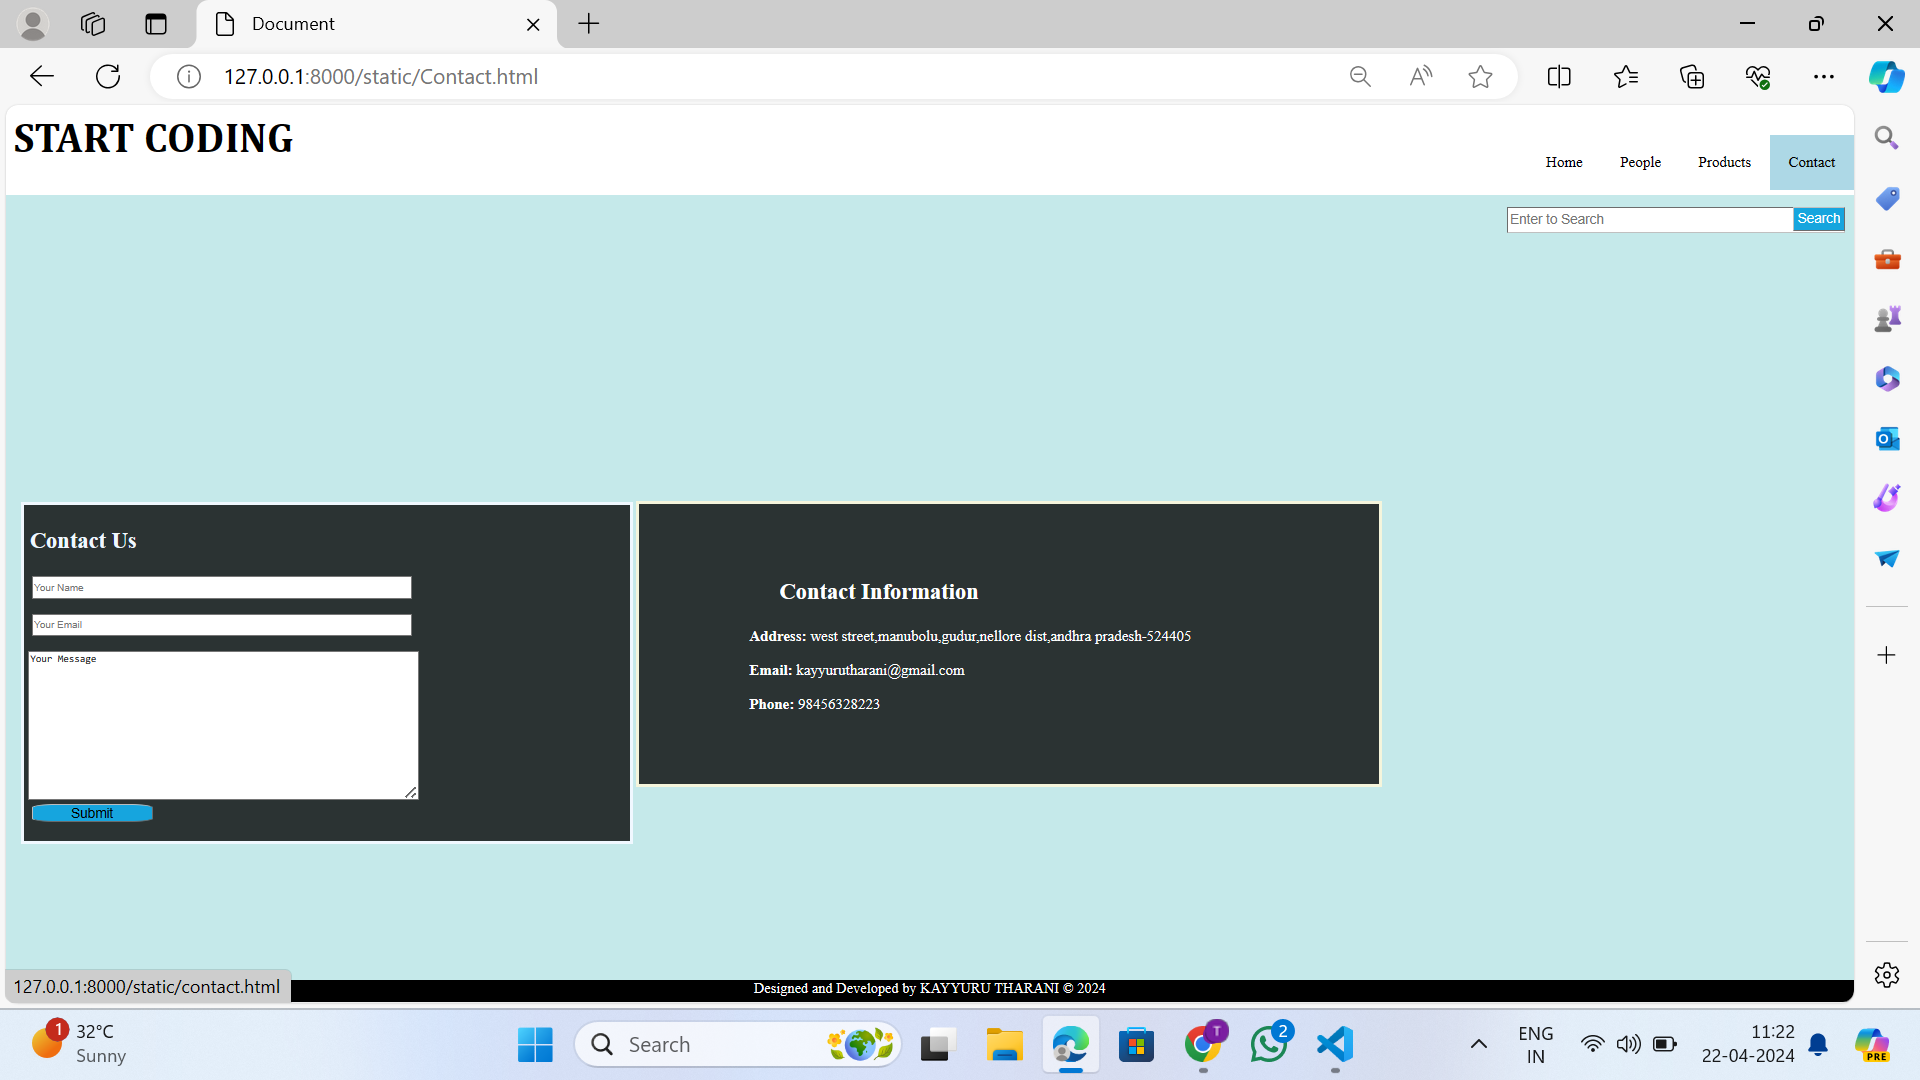 Document
127.0.0.1:8000/static/Contact.html
START CODING
Home People Products Contact
Enter to Search Search
Contact Us
Your Name
Your Email
Your Message
Submit
Contact Information
Address: west street,manubolu,gudur,nellore dist,andhra pradesh-524405
Email: kayyurutharani@gmail.com
Phone: 98456328223
127.0.0.1:8000/static/contact.html
Designed and Developed by KAYYURU THARANI © 2024
1
32°C
Sunny
Search
T
2
ENG
IN
11:22
22-04-2024
PRE